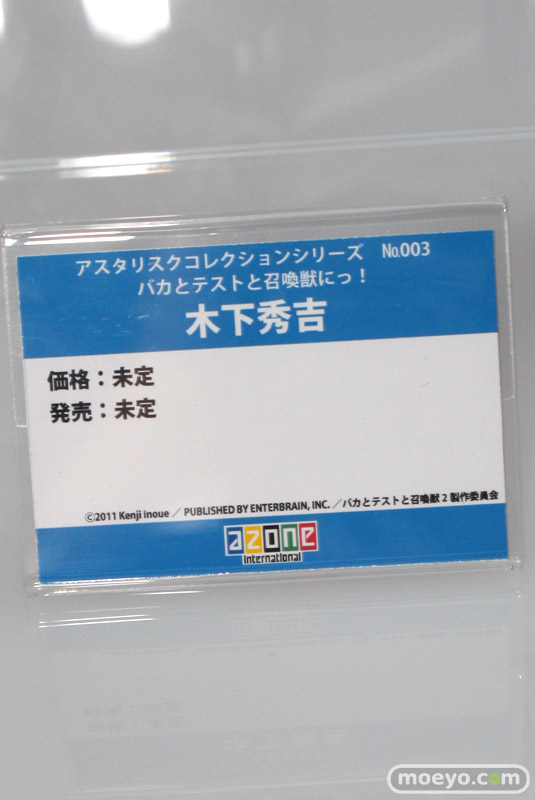 アスタリスクコレクションシリーズ №003
バカとテストと召喚獣にっ！
木下秀吉
価格：未定
発売：未定
©2011 Kenji Inoue ／ PUBLISHED BY ENTERBRAIN, INC. ／バカとテストと召喚獣2製作委員会
azone
international
moeyo.com